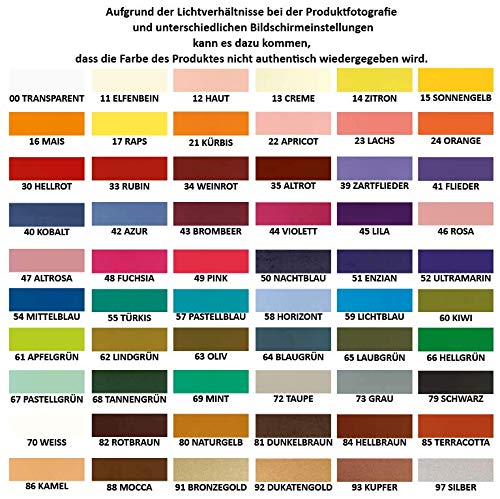 Aufgrund der Lichtverhältnisse bei der Produktfotografie
und unterschiedlichen Bildschirmeinstellungen
kann es dazu kommen,
dass die Farbe des Produktes nicht authentisch wiedergegeben wird.
00 TRANSPARENT 11 ELFENBEIN 12 HAUT 13 CREME 14 ZITRON 15 SONNENGELB
16 MAIS 17 RAPS 21 KÜRBIS 22 APRICOT 23 LACHS 24 ORANGE
30 HELLROT 33 RUBIN 34 WEINROT 35 ALTROT 39 ZARTFLIEDER 41 FLIEDER
40 KOBALT 42 AZUR 43 BROMBEER 44 VIOLETT 45 LILA 46 ROSA
47 ALTROSA 48 FUCHSIA 49 PINK 50 NACHTBLAU 51 ENZIAN 52 ULTRAMARIN
54 MITTELBLAU 55 TÜRKIS 57 PASTELLBLAU 58 HORIZONT 59 LICHTBLAU 60 KIWI
61 APFELGRÜN 62 LINDGRÜN 63 OLIV 64 BLAUGRÜN 65 LAUBGRÜN 66 HELLGRÜN
67 PASTELLGRÜN 68 TANNENGRÜN 69 MINT 72 TAUPE 73 GRAU 79 SCHWARZ
70 WEISS 82 ROTBRAUN 80 NATURGELB 81 DUNKELBRAUN 84 HELLBRAUN 85 TERRACOTTA
86 KAMEL 88 MOCCA 91 BRONZEGOLD 92 DUKATENGOLD 93 KUPFER 97 SILBER